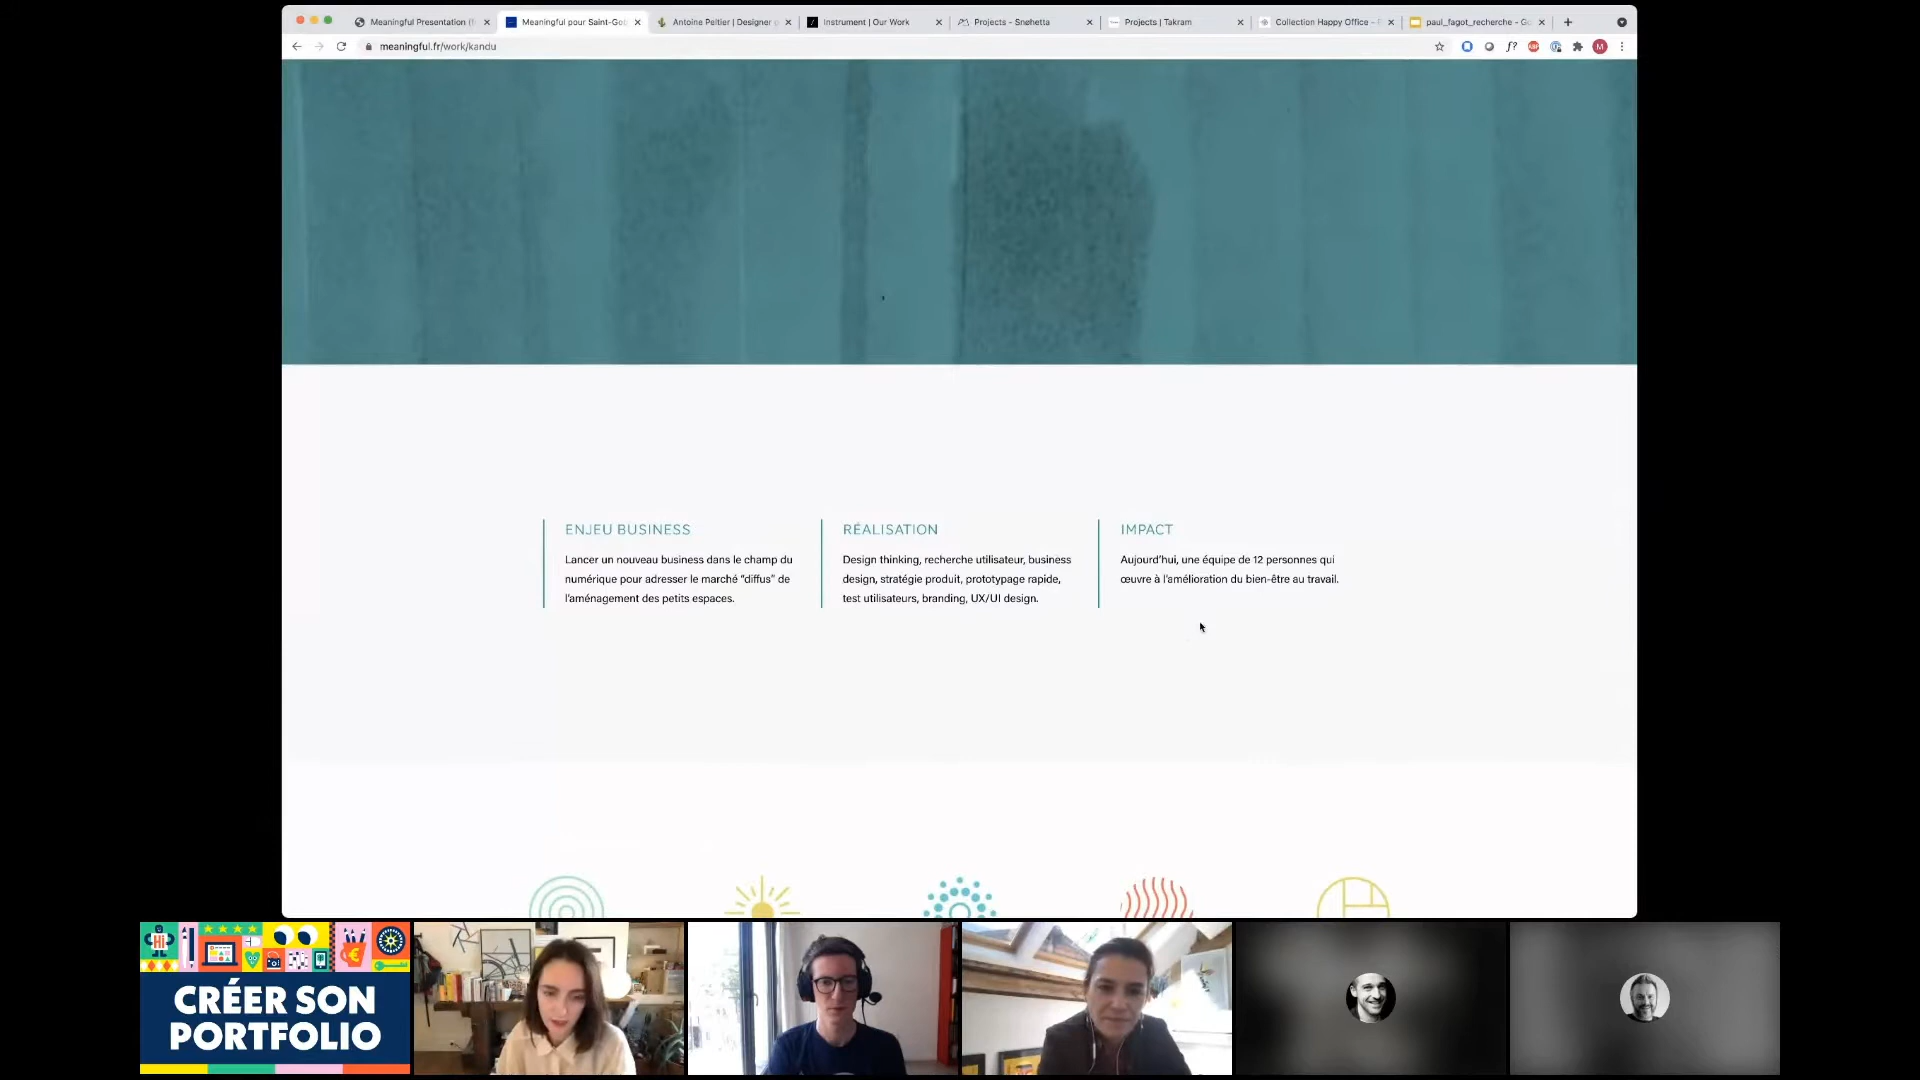 Meaningful Presentation (
Meaningful pour Saint-Gob
Antoine Peltier | Designer
Instrument | Our Work
Projects - Snøhetta
Projects | Takram
Collection Happy Office -
paul_fagot_recherche - Go
meaningful.fr/work/kandu
f?
ABP
M
ENJEU BUSINESS
Lancer un nouveau business dans le champ du
numérique pour adresser le marché “diffus” de
l’aménagement des petits espaces.
RÉALISATION
Design thinking, recherche utilisateur, business
design, stratégie produit, prototypage rapide,
test utilisateurs, branding, UX/UI design.
IMPACT
Aujourd’hui, une équipe de 12 personnes qui
œuvre à l’amélioration du bien-être au travail.
Hi
CRÉER SON
PORTFOLIO